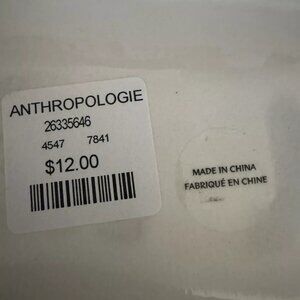 ANTHROPOLOGIE
26335646
4547 7841
$12.00
MADE IN CHINA
FABRIQUÉ EN CHINE